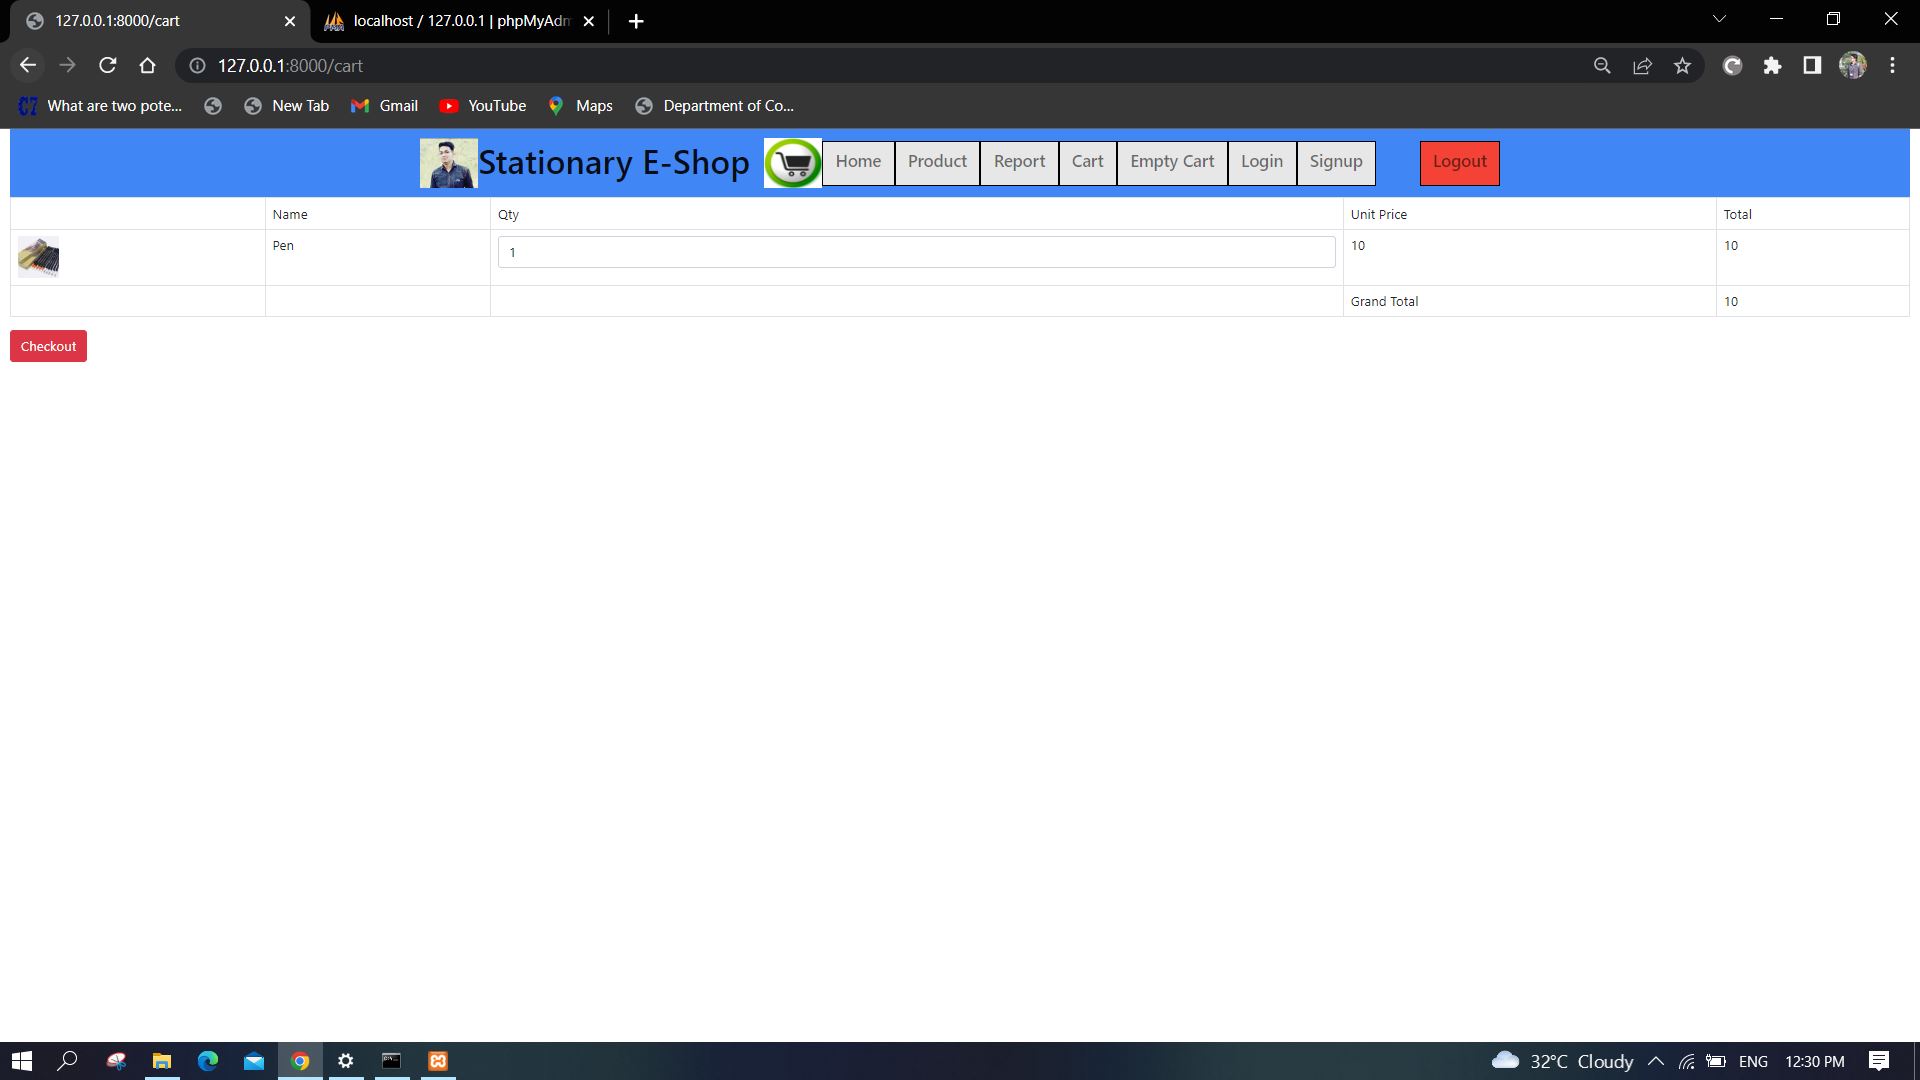 127.0.0.1:8000/cart
localhost / 127.0.0.1 | phpMyAdm
127.0.0.1:8000/cart
What are two pote...
New Tab
Gmail
YouTube
Maps
Department of Co...
Stationary E-Shop
Home
Product
Report
Cart
Empty Cart
Login
Signup
Logout
Name
Qty
Unit Price
Total
Pen
1
10
10
Grand Total
10
Checkout
32°C Cloudy
ENG
12:30 PM